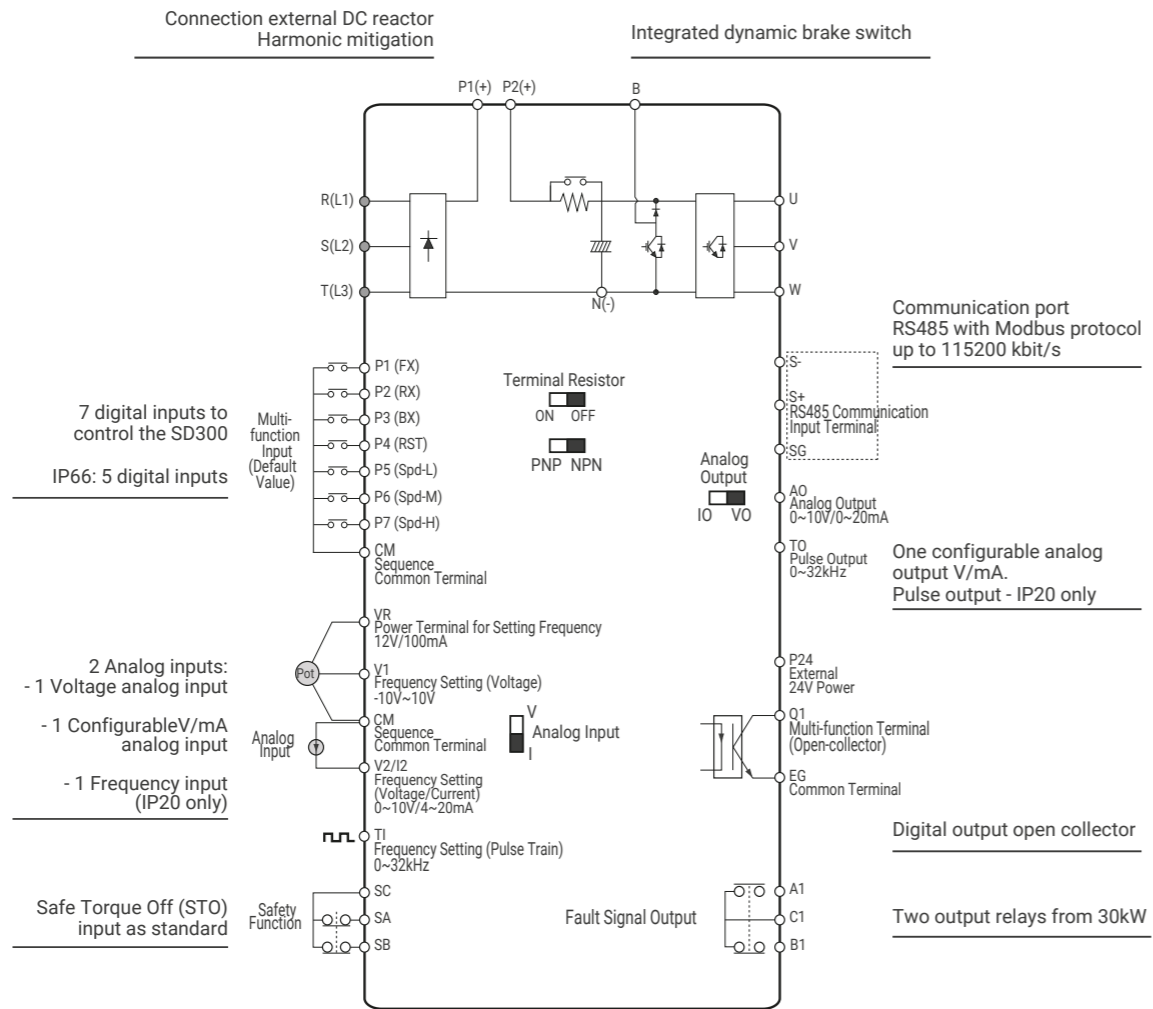 Connection external DC reactor
Harmonic mitigation
Integrated dynamic brake switch
P1(+)
P2(+)
B
R(L1)
S(L2)
T(L3)
N(-)
U
V
W
7 digital inputs to
control the SD300
IP66: 5 digital inputs
Multi-
function
Input
(Default
Value)
P1 (FX)
P2 (RX)
P3 (BX)
P4 (RST)
P5 (Spd-L)
P6 (Spd-M)
P7 (Spd-H)
CM
Sequence
Common Terminal
Terminal Resistor
ON OFF
PNP NPN
Analog
Output
IO VO
Communication port
RS485 with Modbus protocol
up to 115200 kbit/s
S-
S+
RS485 Communication
Input Terminal
SG
AO
Analog Output
0~10V/0~20mA
TO
Pulse Output
0~32kHz
One configurable analog
output V/mA.
Pulse output - IP20 only
2 Analog inputs:
- 1 Voltage analog input
- 1 ConfigurableV/mA
analog input
- 1 Frequency input
(IP20 only)
Pot
Analog
Input
VR
Power Terminal for Setting Frequency
12V/100mA
V1
Frequency Setting (Voltage)
-10V~10V
CM
Sequence
Common Terminal
V2/I2
Frequency Setting
(Voltage/Current)
0~10V/4~20mA
TI
Frequency Setting (Pulse Train)
0~32kHz
V
Analog Input
I
P24
External
24V Power
Q1
Multi-function Terminal
(Open-collector)
EG
Common Terminal
Digital output open collector
Safe Torque Off (STO)
input as standard
Safety
Function
SC
SA
SB
Fault Signal Output
A1
C1
B1
Two output relays from 30kW